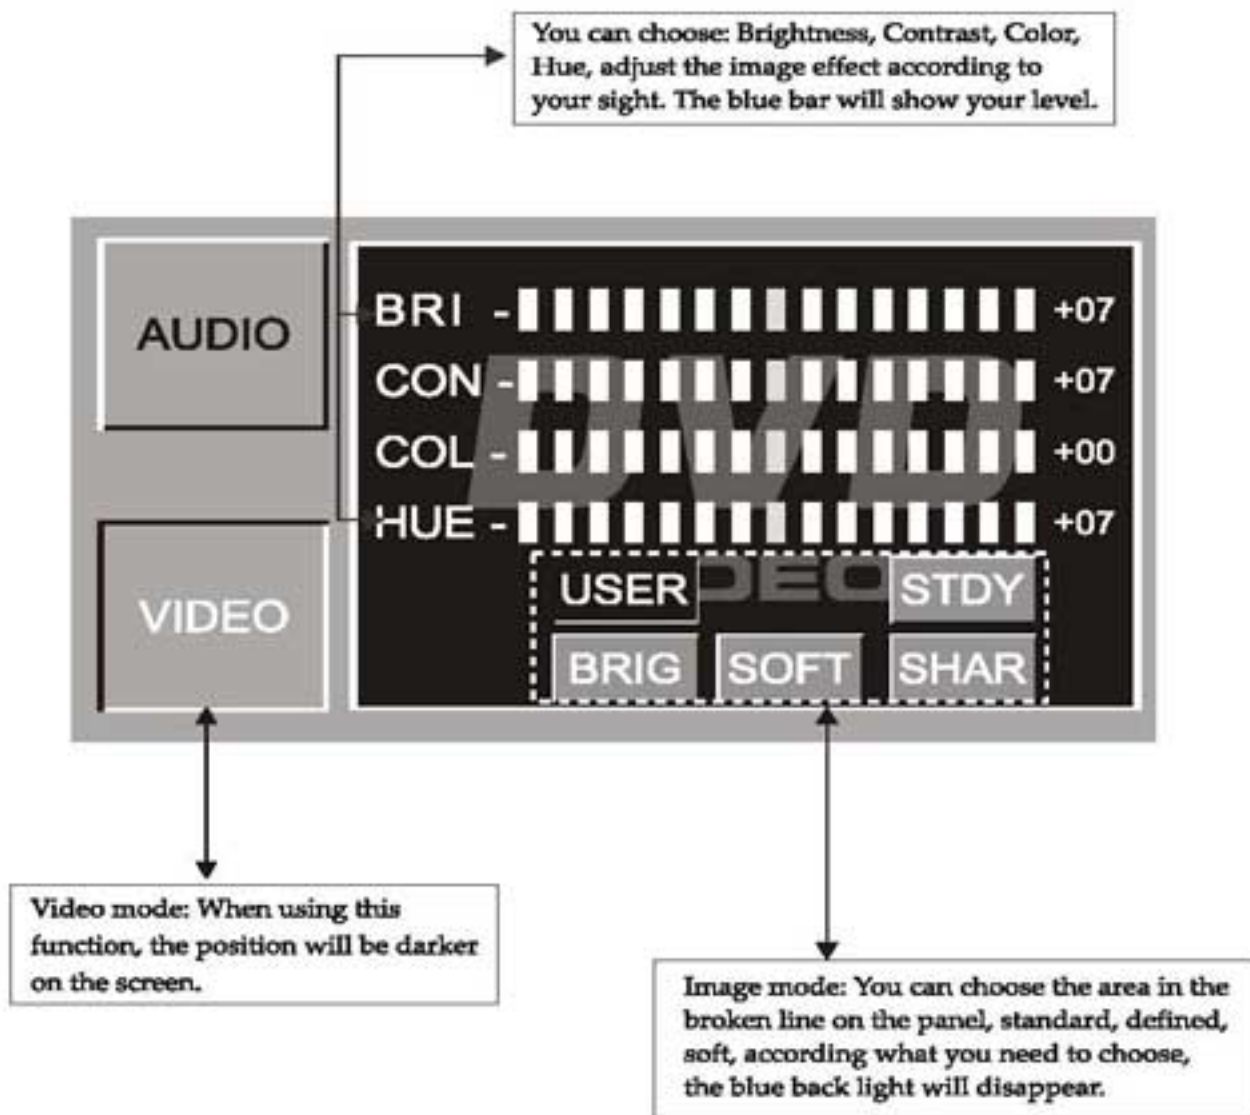 You can choose: Brightness, Contrast, Color,
Hue, adjust the image effect according to
your sight. The blue bar will show your level.
AUDIO
BRI - +07
CON - +07
COL - +00
HUE - +07
DVD
VIDEO
USER DEO STDY
BRIG SOFT SHAR
Video mode: When using this
function, the position will be darker
on the screen.
Image mode: You can choose the area in the
broken line on the panel, standard, defined,
soft, according what you need to choose,
the blue back light will disappear.